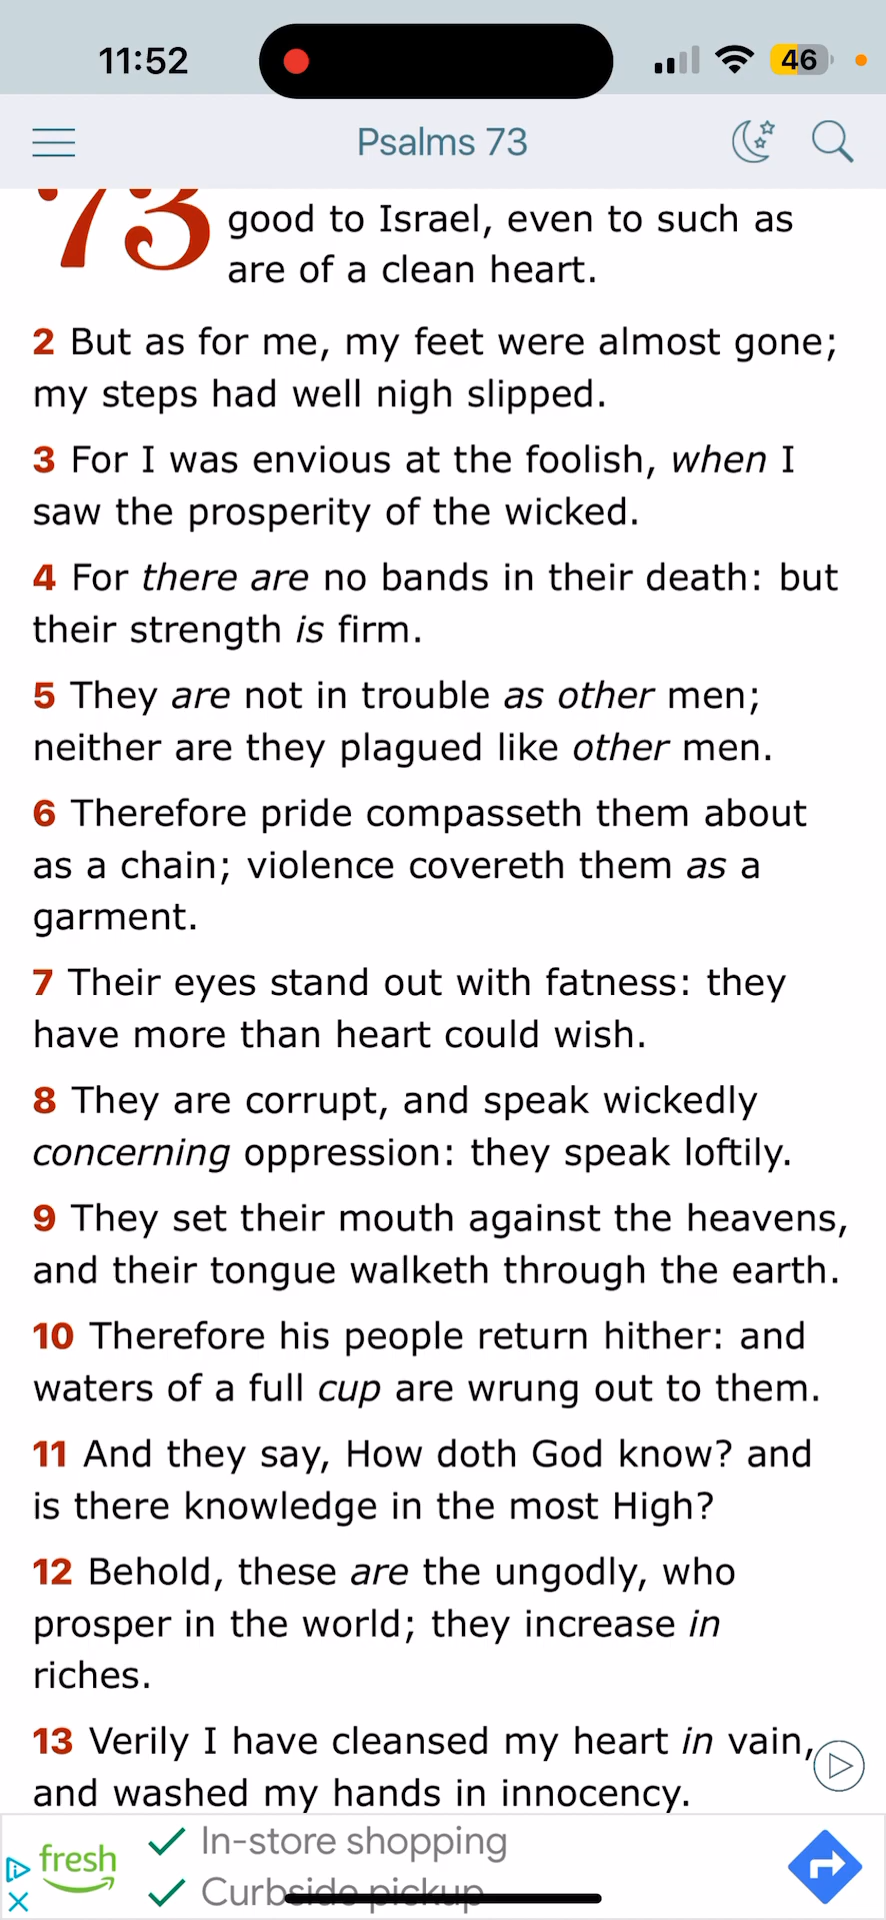 11:52
46
Psalms 73
73
good to Israel, even to such as
are of a clean heart.
2 But as for me, my feet were almost gone;
my steps had well nigh slipped.
3 For I was envious at the foolish, when I
saw the prosperity of the wicked.
4 For there are no bands in their death: but
their strength is firm.
5 They are not in trouble as other men;
neither are they plagued like other men.
6 Therefore pride compasseth them about
as a chain; violence covereth them as a
garment.
7 Their eyes stand out with fatness: they
have more than heart could wish.
8 They are corrupt, and speak wickedly
concerning oppression: they speak loftily.
9 They set their mouth against the heavens,
and their tongue walketh through the earth.
10 Therefore his people return hither: and
waters of a full cup are wrung out to them.
11 And they say, How doth God know? and
is there knowledge in the most High?
12 Behold, these are the ungodly, who
prosper in the world; they increase in
riches.
13 Verily I have cleansed my heart in vain,
and washed my hands in innocency.
fresh
In-store shopping
Curbside pickup